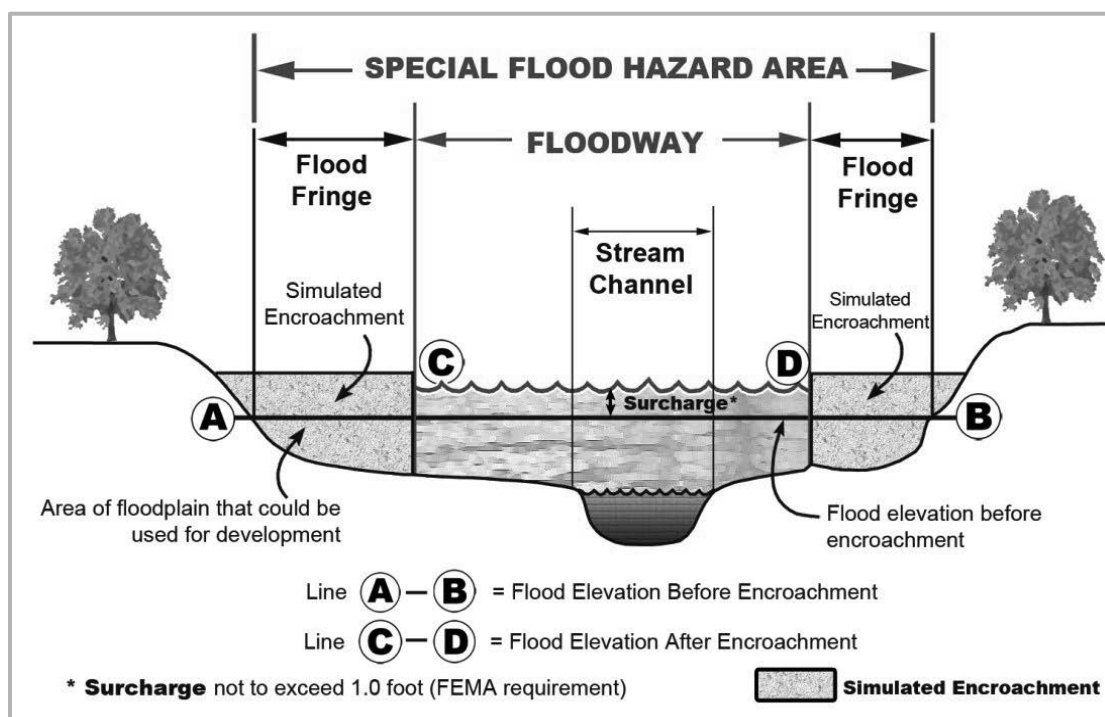 SPECIAL FLOOD HAZARD AREA
FLOODWAY
Flood
Fringe
Flood
Fringe
Stream
Channel
Simulated
Encroachment
Simulated
Encroachment
C
D
Surcharge*
A
B
Area of floodplain that could be
used for development
Flood elevation before
encroachment
Line A — B = Flood Elevation Before Encroachment
Line C — D = Flood Elevation After Encroachment
* Surcharge not to exceed 1.0 foot (FEMA requirement)
Simulated Encroachment